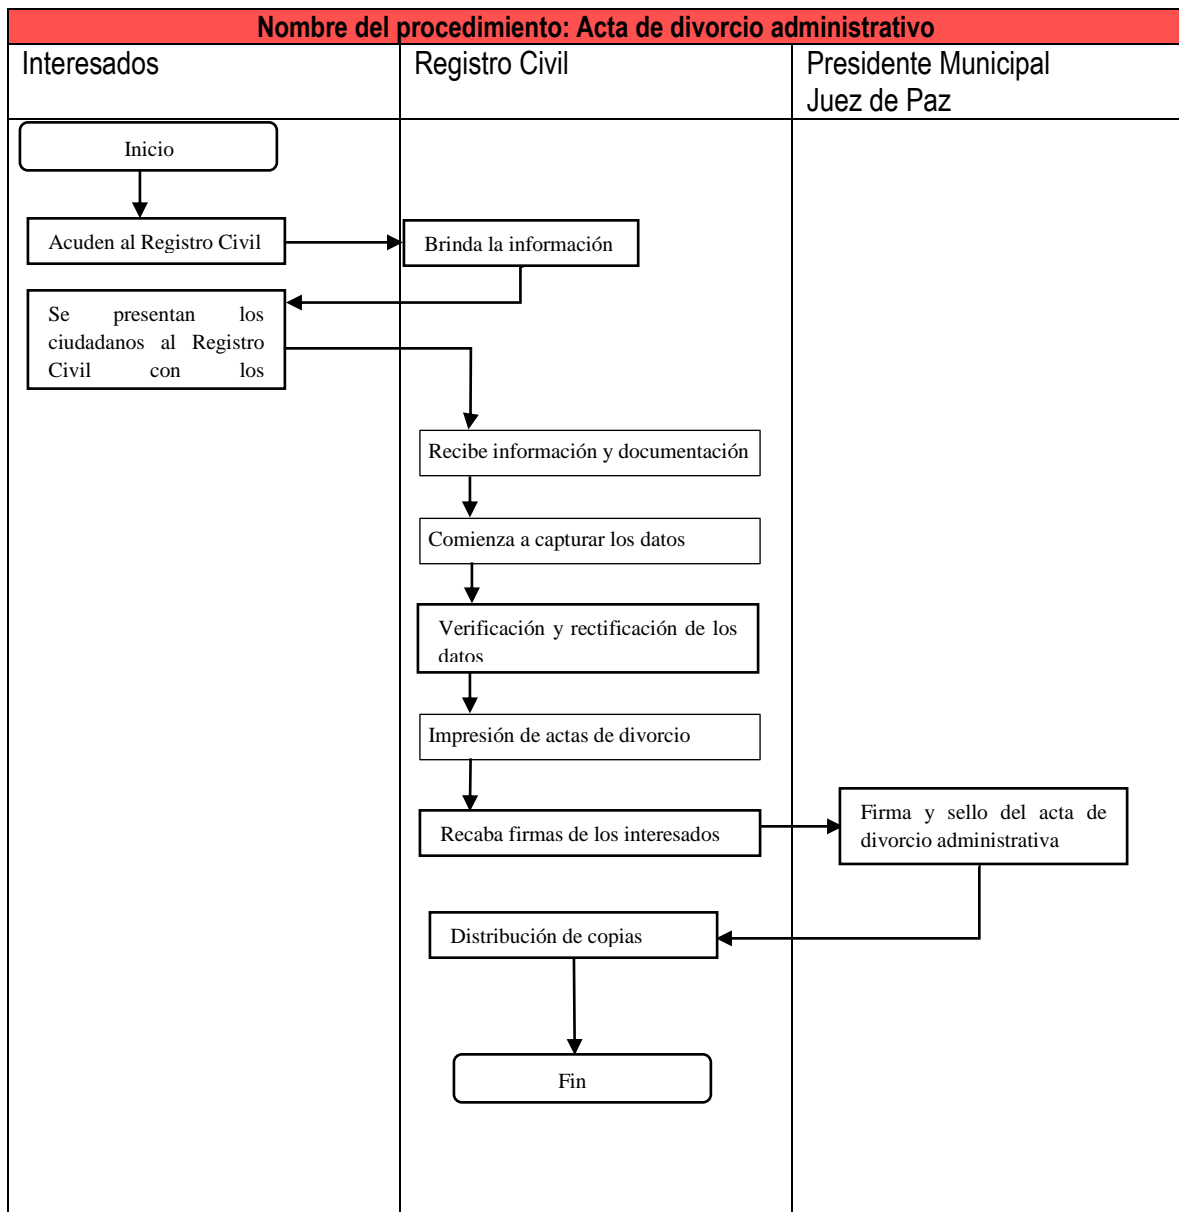 Nombre del procedimiento: Acta de divorcio administrativo
Interesados
Registro Civil
Presidente Municipal
Juez de Paz
Inicio
Acuden al Registro Civil
Brinda la información
Se presentan los
ciudadanos al Registro
Civil con los
Recibe información y documentación
Comienza a capturar los datos
Verificación y rectificación de los
datos
Impresión de actas de divorcio
Recaba firmas de los interesados
Firma y sello del acta de
divorcio administrativa
Distribución de copias
Fin